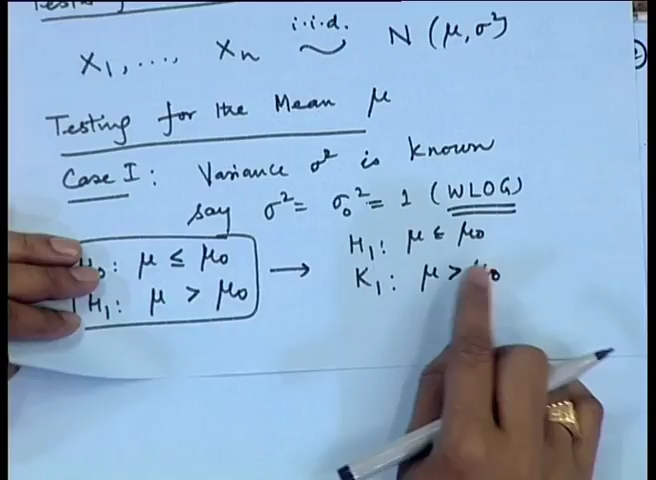 X₁, ..., Xₙ i.i.d. ~ N (μ, σ²)
Testing for the Mean μ
Case I : Variance σ² is known
say σ² = σ₀² = 1 (WLOG)
H₀: μ ≤ μ₀ → H₁: μ ≤ μ₀
H₁: μ > μ₀ K₁: μ > μ₀